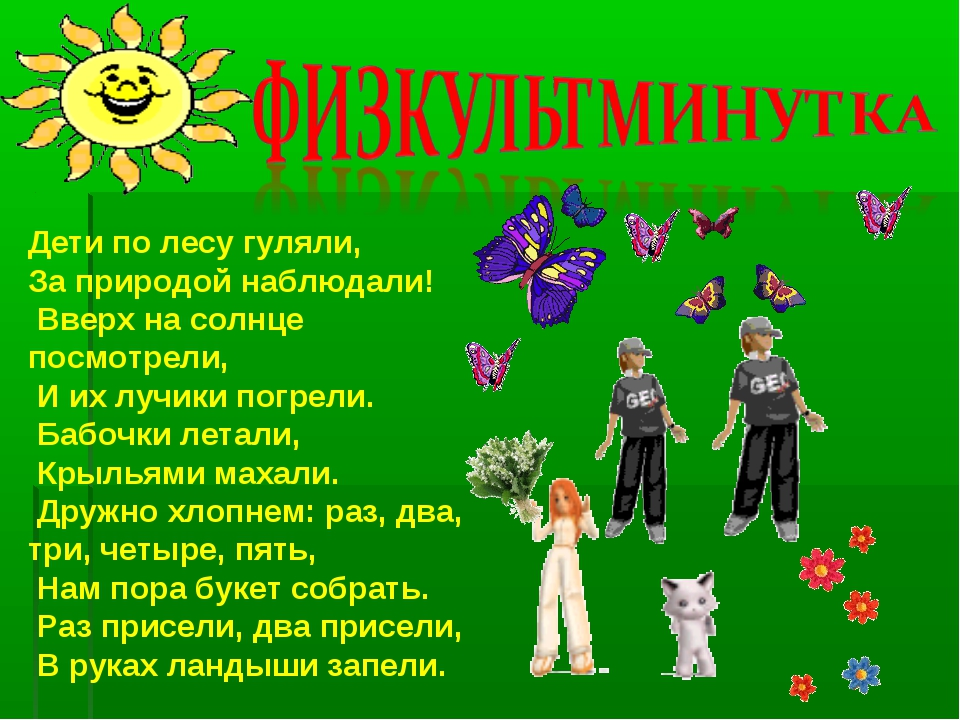 ФИЗКУЛЬТМИНУТКА
Дети по лесу гуляли,
За природой наблюдали!
Вверх на солнце
посмотрели,
И их лучики погрели.
Бабочки летали,
Крыльями махали.
Дружно хлопнем: раз, два,
три, четыре, пять,
Нам пора букет собрать.
Раз присели, два присели,
В руках ландыши запели.
GEO
GEO